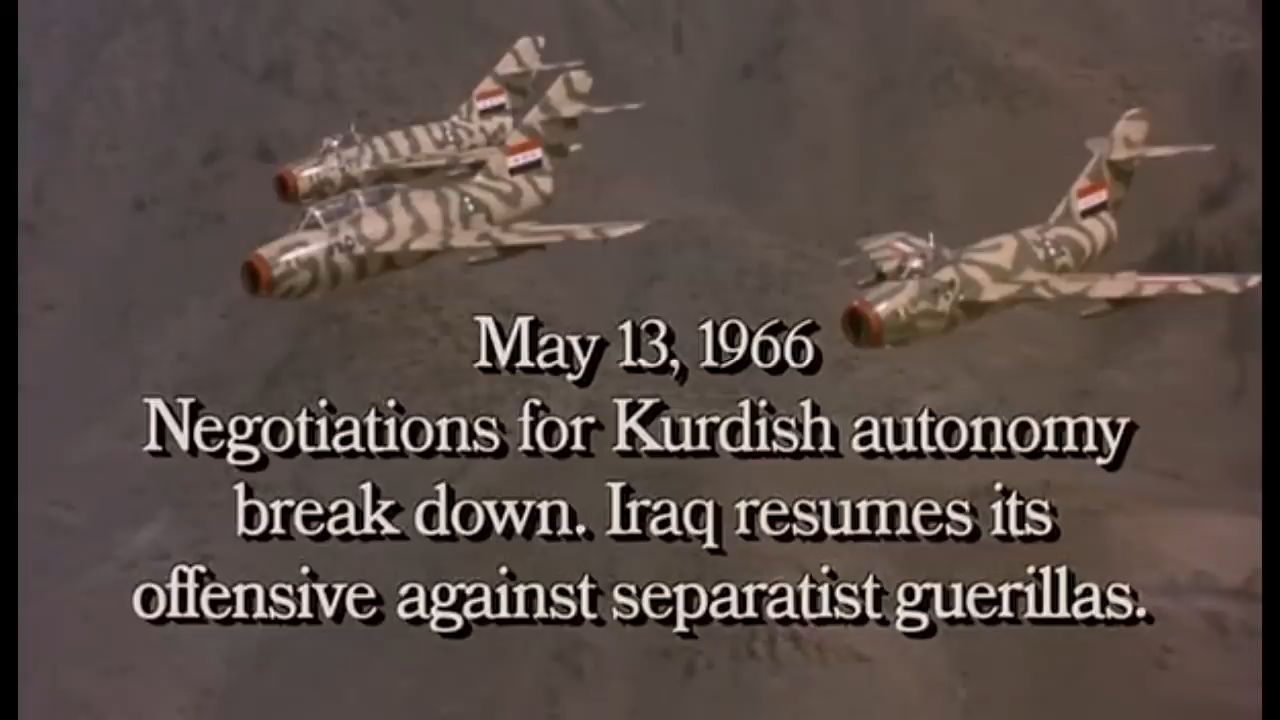 May 13, 1966
Negotiations for Kurdish autonomy
break down. Iraq resumes its
offensive against separatist guerillas.